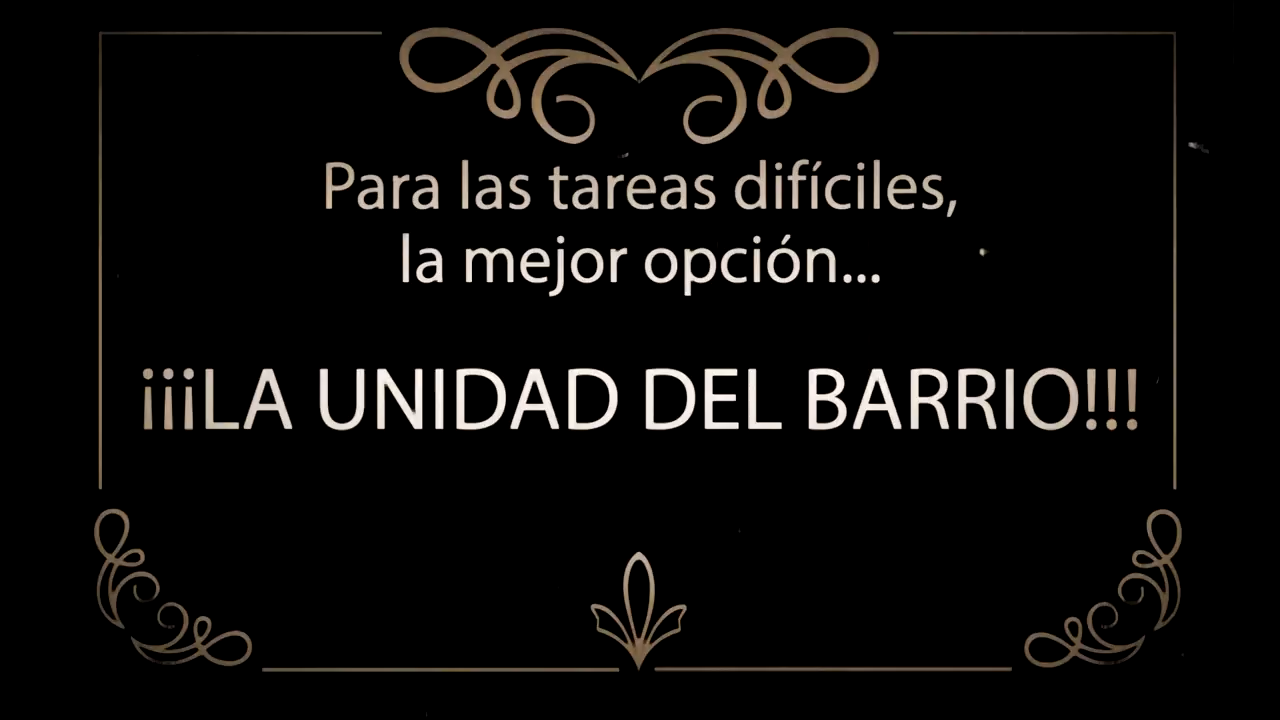 Para las tareas difíciles,
la mejor opción...
¡¡¡LA UNIDAD DEL BARRIO!!!